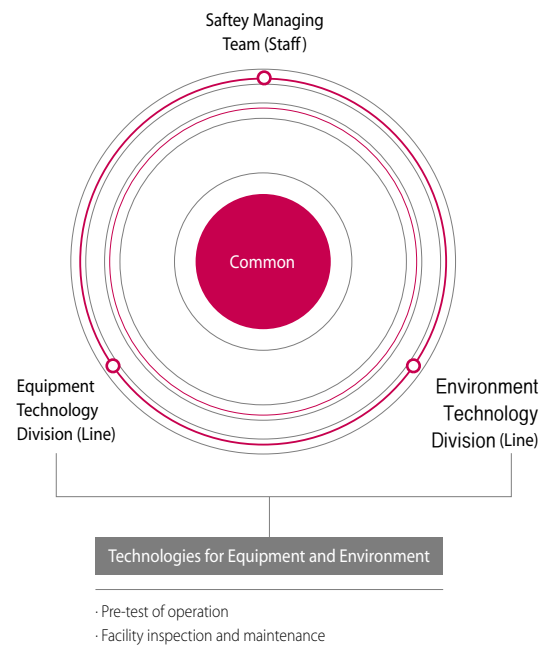 Saftey Managing
Team (Staff)
Common
Equipment
Technology
Division (Line)
Environment
Technology
Division (Line)
Technologies for Equipment and Environment
· Pre-test of operation
· Facility inspection and maintenance